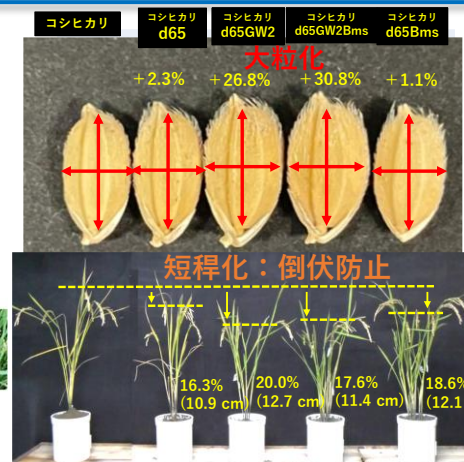 コシヒカリ
コシヒカリ
d65
コシヒカリ
d65GW2
コシヒカリ
d65GW2Bms
コシヒカリ
d65Bms
大粒化
+2.3%
+26.8%
+30.8%
+1.1%
短稈化：倒伏防止
16.3%
(10.9 cm)
20.0%
(12.7 cm)
17.6%
(11.4 cm)
18.6%
(12.1